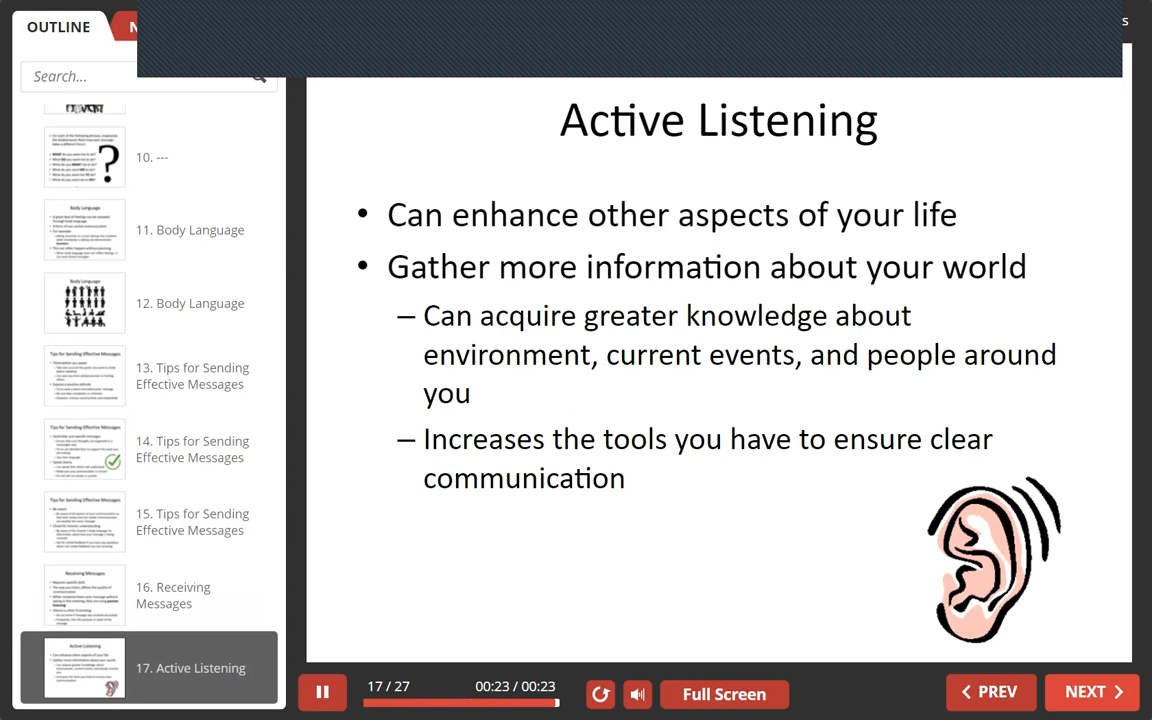 OUTLINE
N
s
Search...
10. ---
11. Body Language
12. Body Language
13. Tips for Sending
Effective Messages
14. Tips for Sending
Effective Messages
15. Tips for Sending
Effective Messages
16. Receiving
Messages
17. Active Listening
Active Listening
• Can enhance other aspects of your life
• Gather more information about your world
– Can acquire greater knowledge about
environment, current events, and people around
you
– Increases the tools you have to ensure clear
communication
17 / 27
00:23 / 00:23
Full Screen
PREV
NEXT